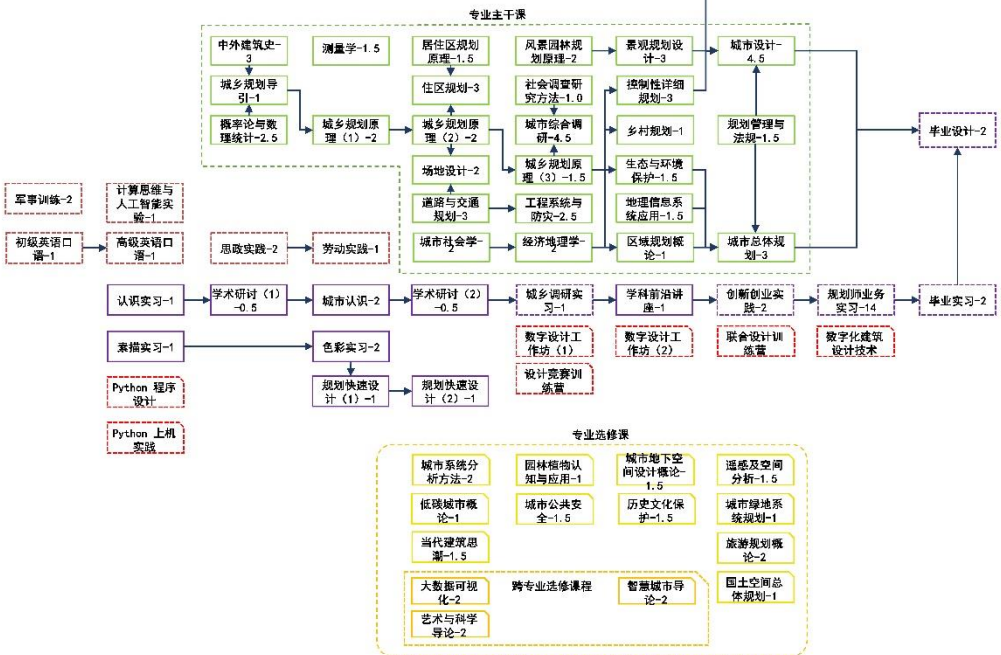 专业主干课
中外建筑史-
3
测量学-1.5
居住区规划
原理-1.5
风景园林规
划原理-2
景观规划设
计-3
城市设计-
4.5
城乡规划导
引-1
住区规划-3
社会调查研
究方法-1.0
控制性详细
规划-3
概率论与数
理统计-2.5
城乡规划原
理（1）-2
城乡规划原
理（2）-2
城市综合调
研-4.5
乡村规划-1
规划管理与
法规-1.5
毕业设计-2
场地设计-2
城乡规划原
理（3）-1.5
生态与环境
保护-1.5
军事训练-2
计算思维与
人工智能实
验-1
道路与交通
规划-3
工程系统与
防灾-2.5
地理信息系
统应用-1.5
初级英语口
语-1
高级英语口
语-1
思政实践-2
劳动实践-1
城市社会学-
2
经济地理学-
2
区域规划概
论-1
城市总体规
划-3
认识实习-1
学术研讨（1）
-0.5
城市认识-2
学术研讨（2）
-0.5
城乡调研实
习-1
学科前沿讲
座-1
创新创业实
践-2
规划师业务
实习-14
毕业实习-2
素描实习-1
色彩实习-2
数字设计工
作坊（1）
数字设计工
作坊（2）
联合设计训
练营
数字化建筑
设计技术
Python 程序
设计
规划快速设
计（1）-1
规划快速设
计（2）-1
设计竞赛训
练营
Python 上机
实践
专业选修课
城市系统分
析方法-2
园林植物认
知与应用-1
城市地下空
间设计概论-
1.5
遥感及空间
分析-1.5
低碳城市概
论-1
城市公共安
全-1.5
历史文化保
护-1.5
城市绿地系
统规划-1
当代建筑思
潮-1.5
旅游规划概
论-2
大数据可视
化-2
跨专业选修课程
智慧城市导
论-2
国土空间总
体规划-1
艺术与科学
导论-2